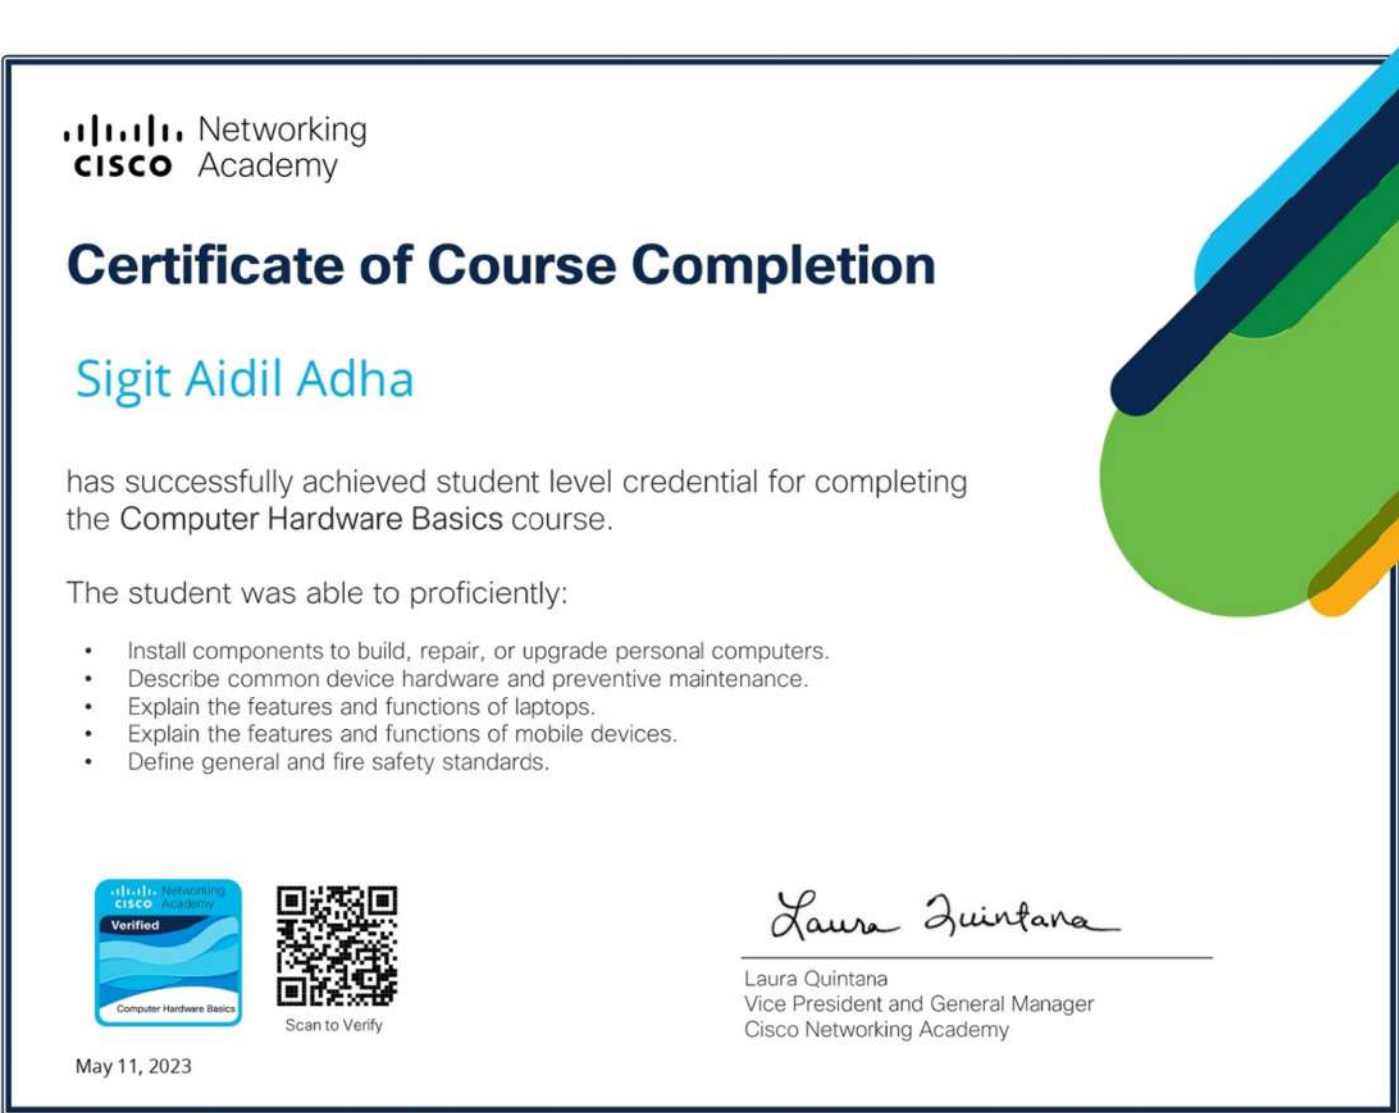 Networking
CISCO Academy
Certificate of Course Completion
Sigit Aidil Adha
has successfully achieved student level credential for completing
the Computer Hardware Basics course.
The student was able to proficiently:
• Install components to build, repair, or upgrade personal computers.
• Describe common device hardware and preventive maintenance.
• Explain the features and functions of laptops.
• Explain the features and functions of mobile devices.
• Define general and fire safety standards.
Networking
CISCO Academy
Verified
Computer Hardware Basics
Scan to Verify
May 11, 2023
Laura Quintana
Laura Quintana
Vice President and General Manager
Cisco Networking Academy